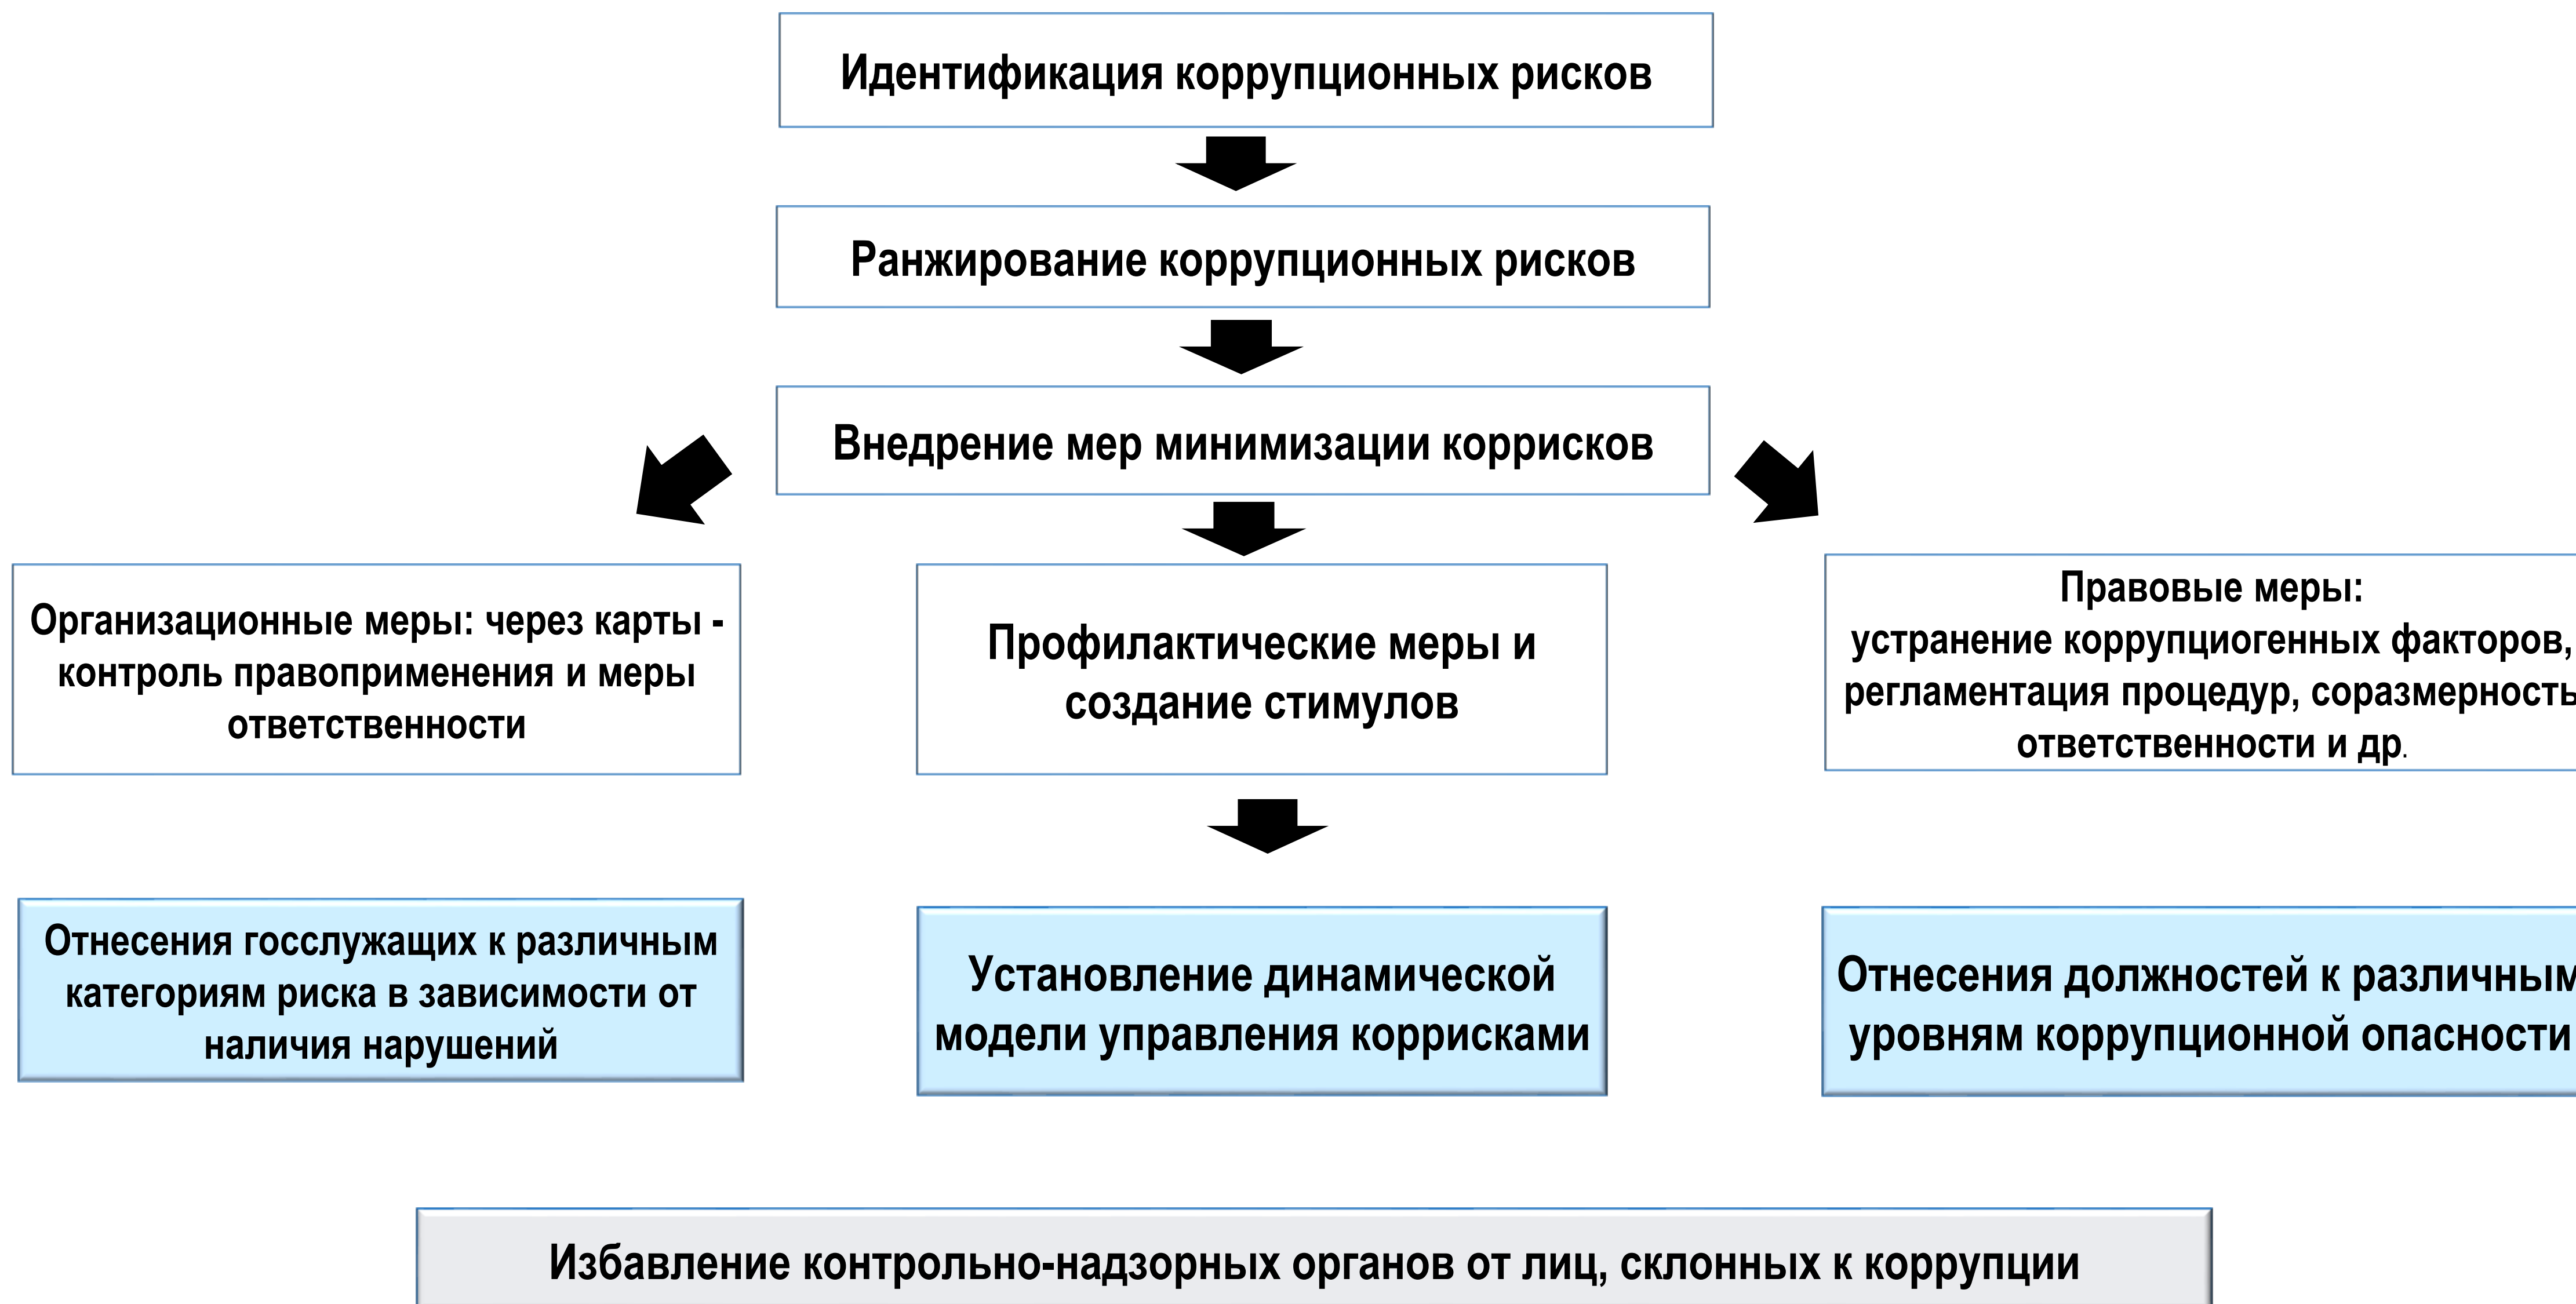 Идентификация коррупционных рисков
Ранжирование коррупционных рисков
Внедрение мер минимизации коррисков
Организационные меры: через карты -
контроль правоприменения и меры
ответственности
Профилактические меры и
создание стимулов
Правовые меры:
устранение коррупциогенных факторов,
регламентация процедур, соразмерность
ответственности и др.
Отнесения госслужащих к различным
категориям риска в зависимости от
наличия нарушений
Установление динамической
модели управления коррисками
Отнесения должностей к различным
уровням коррупционной опасности
Избавление контрольно-надзорных органов от лиц, склонных к коррупции